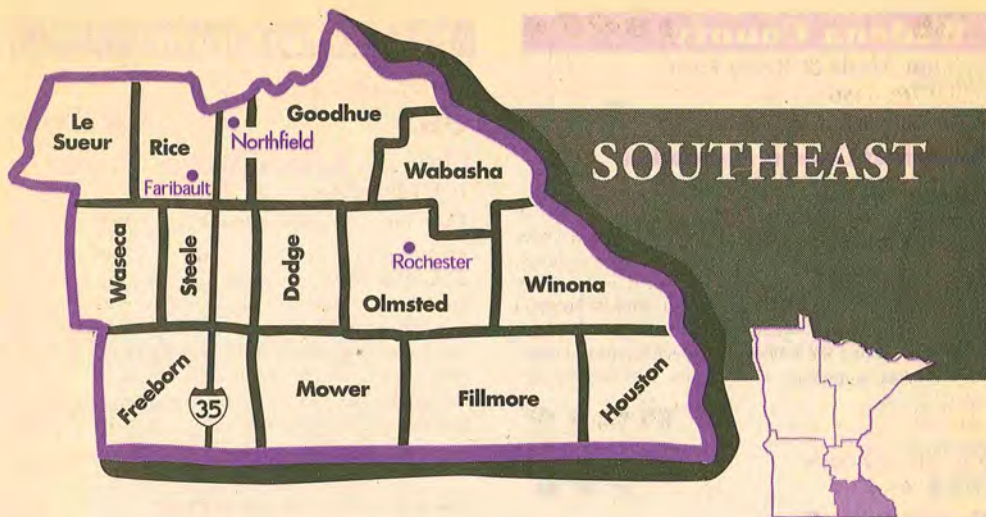 Le
Sueur
Rice
Goodhue
Northfield
Faribault
Wabasha
SOUTHEAST
Waseca
Steele
Dodge
Rochester
Olmsted
Winona
Freeborn
35
Mower
Fillmore
Houston